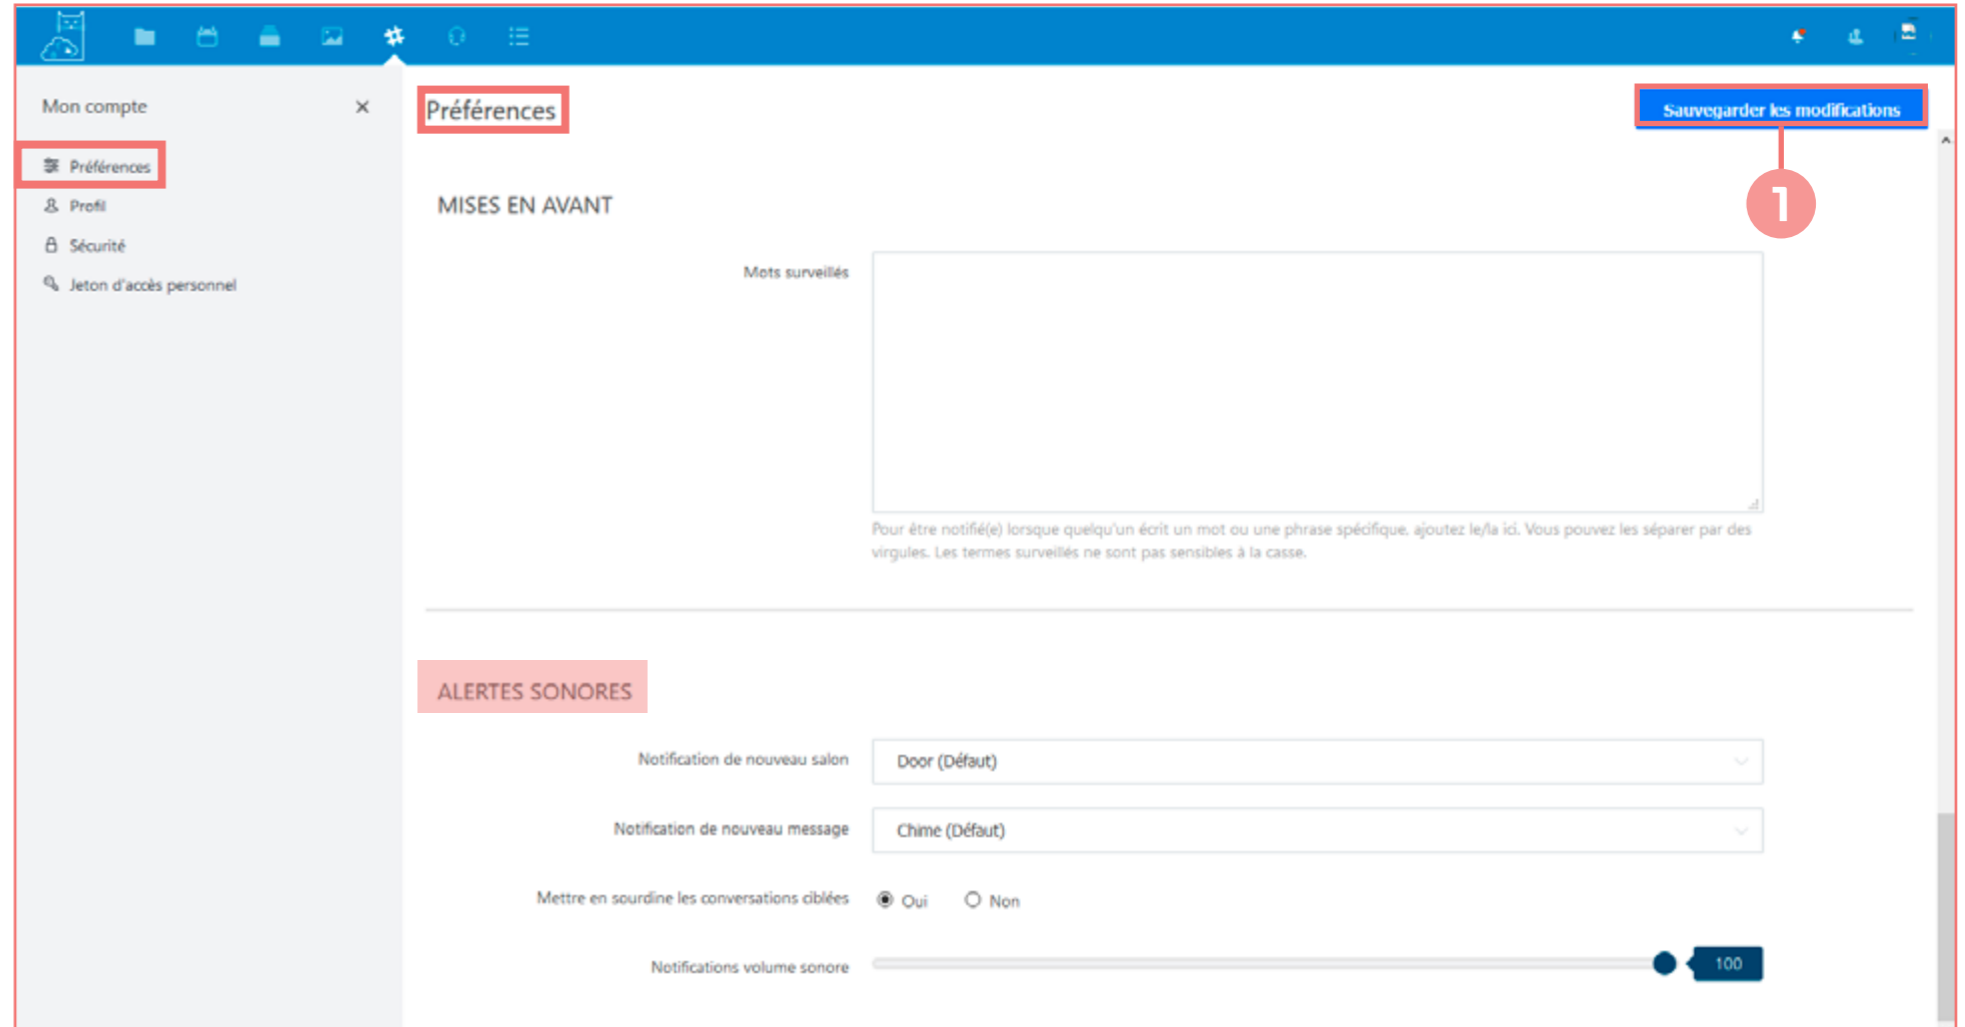 Mon compte
Préférences
Profil
Sécurité
Jeton d'accès personnel
Préférences
Sauvegarder les modifications
1
MISES EN AVANT
Mots surveillés
Pour être notifié(e) lorsque quelqu'un écrit un mot ou une phrase spécifique, ajoutez le/la ici. Vous pouvez les séparer par des
virgules. Les termes surveillés ne sont pas sensibles à la casse.
ALERTES SONORES
Notification de nouveau salon
Door (Défaut)
Notification de nouveau message
Chime (Défaut)
Mettre en sourdine les conversations ciblées
Oui Non
Notifications volume sonore
100